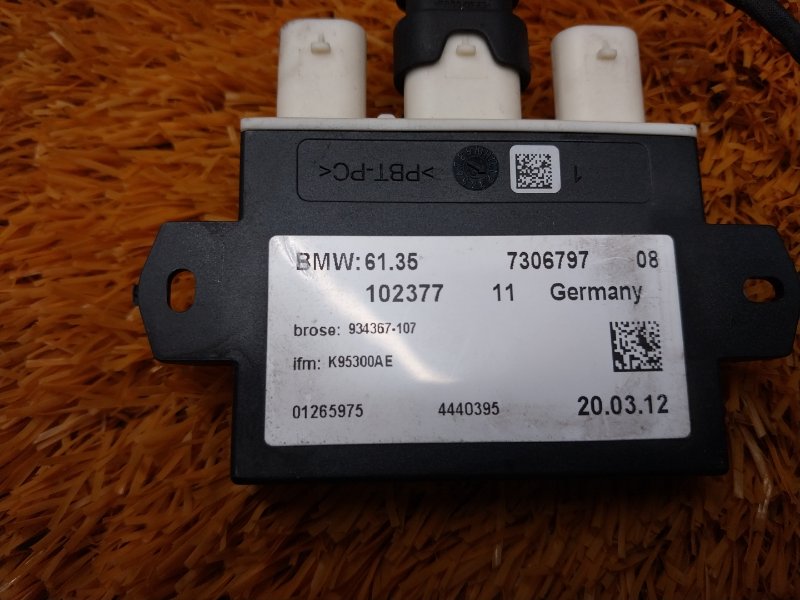 >PBT-PC<
1
BMW: 61.35 7306797 08
102377 11 Germany
brose: 934367-107
ifm: K95300AE
01265975 4440395 20.03.12